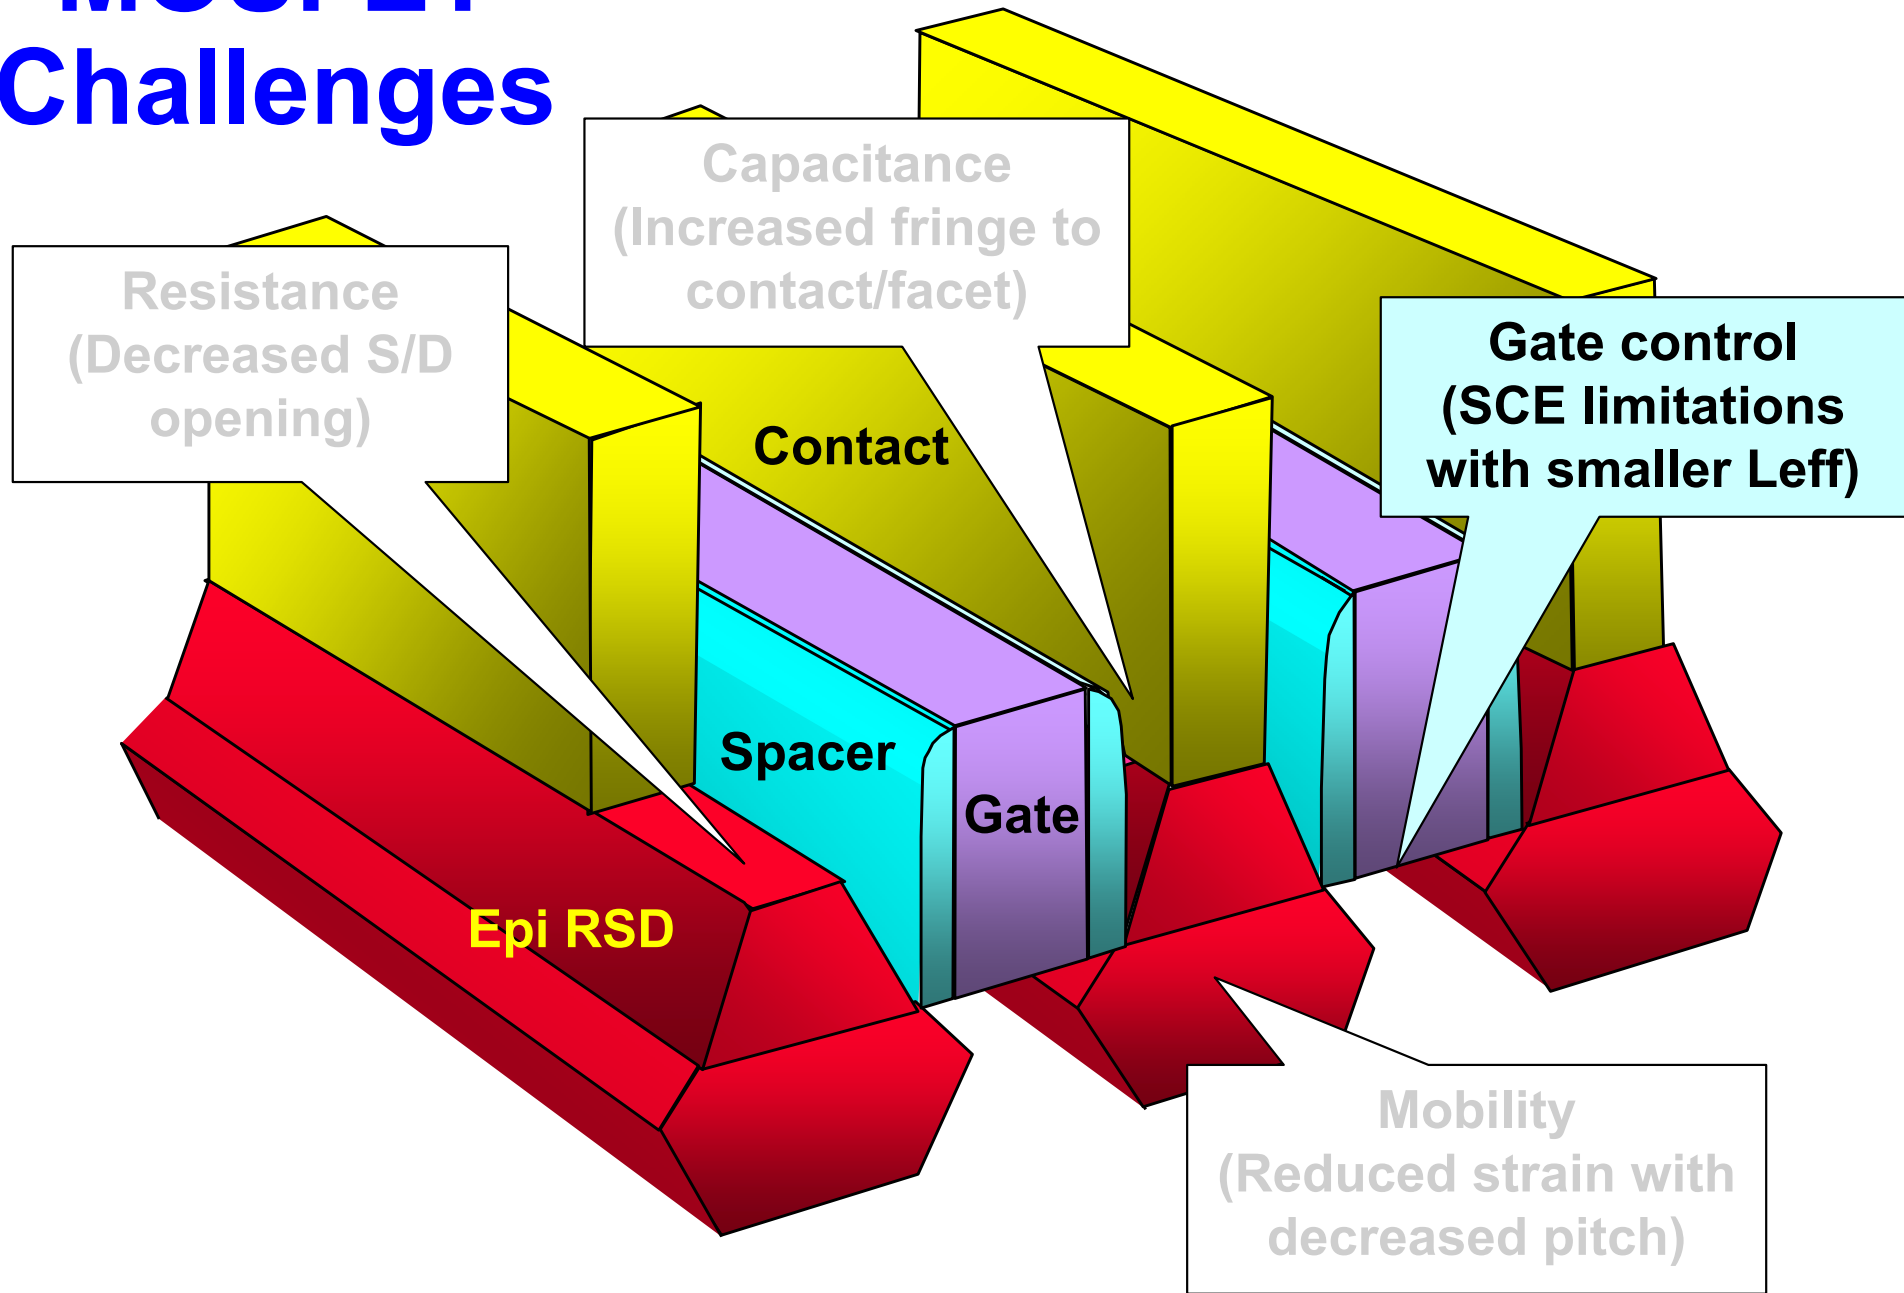 MOSFET
Challenges
Capacitance
(Increased fringe to
contact/facet)
Resistance
(Decreased S/D
opening)
Gate control
(SCE limitations
with smaller Leff)
Contact
Spacer
Gate
Epi RSD
Mobility
(Reduced strain with
decreased pitch)